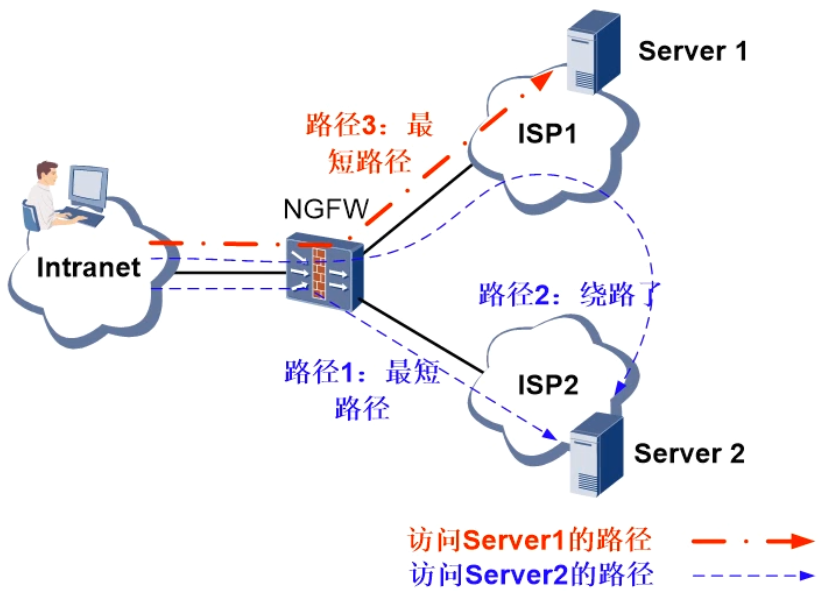 Server 1
路径3：最
短路径
ISP1
NGFW
Intranet
路径2：绕路了
路径1：最短
路径
ISP2
Server 2
访问Server1的路径
访问Server2的路径